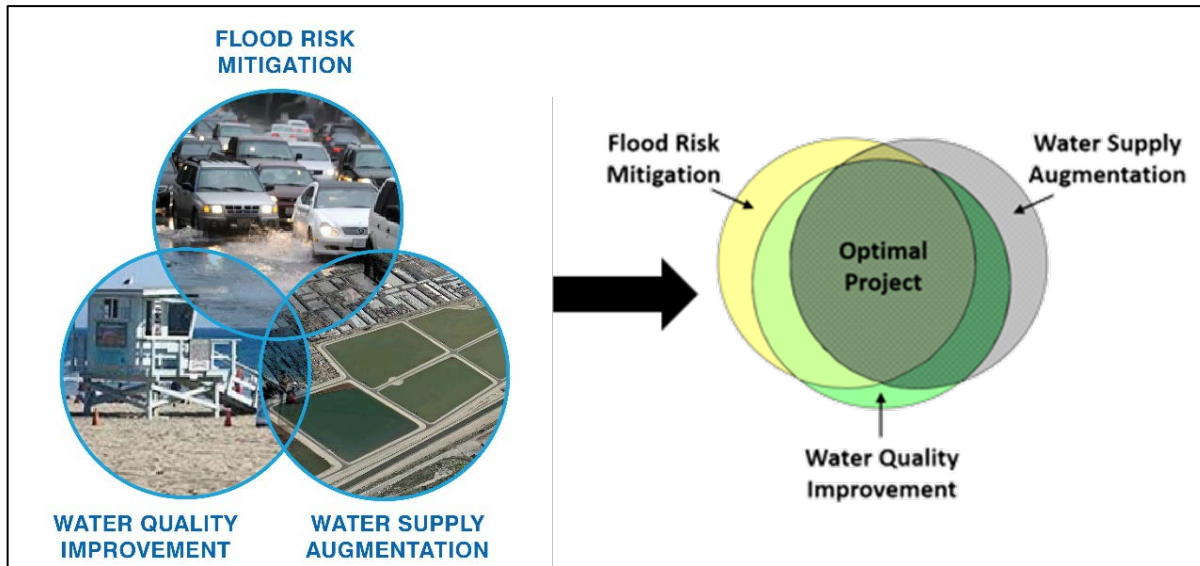 FLOOD RISK
MITIGATION
WATER QUALITY
IMPROVEMENT
WATER SUPPLY
AUGMENTATION
Flood Risk
Mitigation
Water Supply
Augmentation
Optimal
Project
Water Quality
Improvement